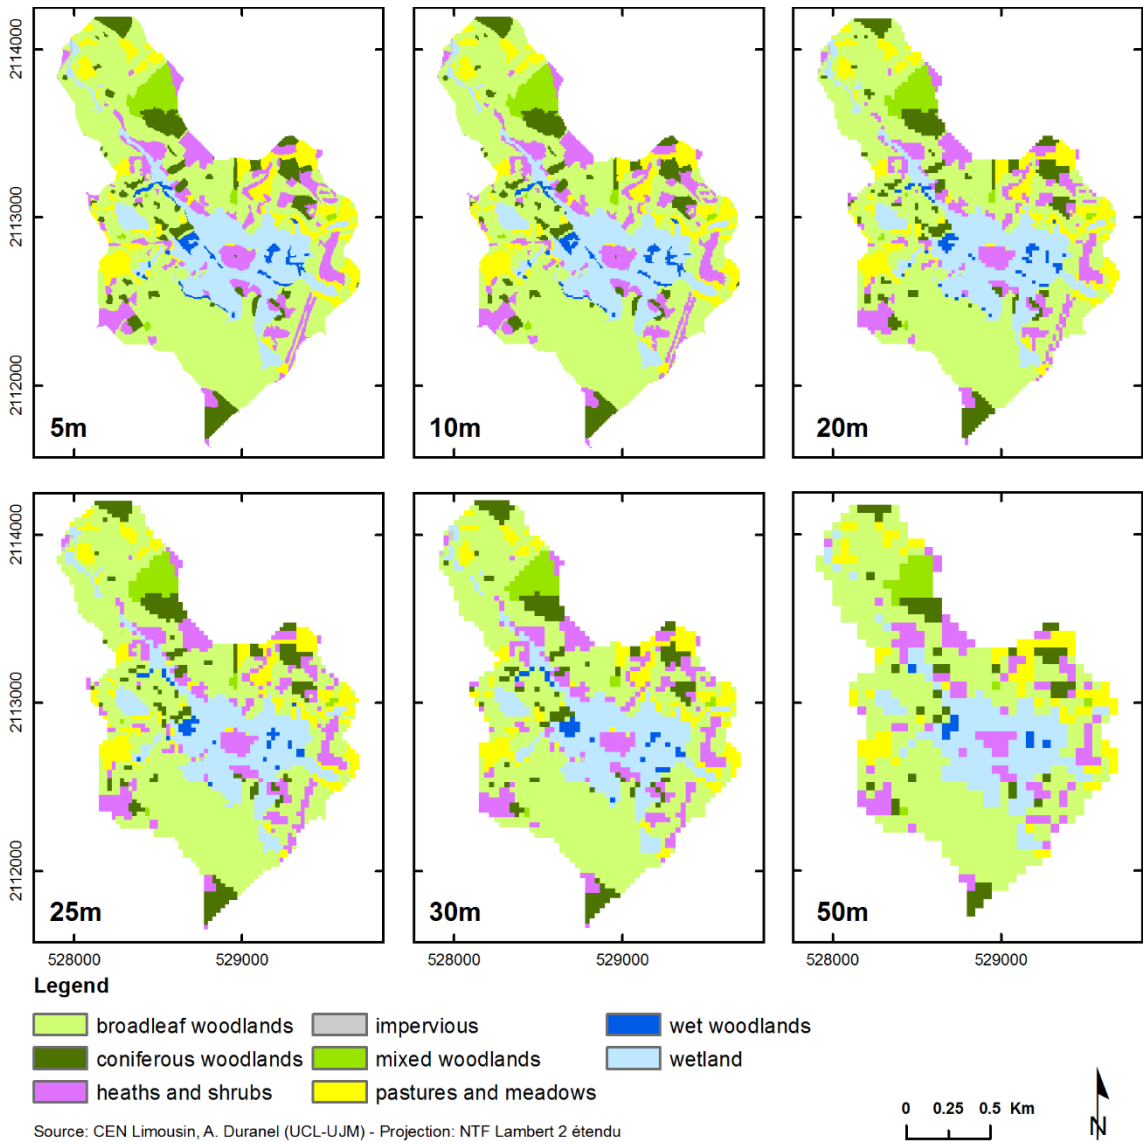 2114000
2113000
2112000
5m
10m
20m
2114000
2113000
2112000
25m
30m
50m
528000 529000 528000 529000 528000 529000
Legend
broadleaf woodlands impervious wet woodlands
coniferous woodlands mixed woodlands wetland
heaths and shrubs pastures and meadows
0 0.25 0.5 Km
N
Source: CEN Limousin, A. Duranel (UCL-UJM) - Projection: NTF Lambert 2 étendu